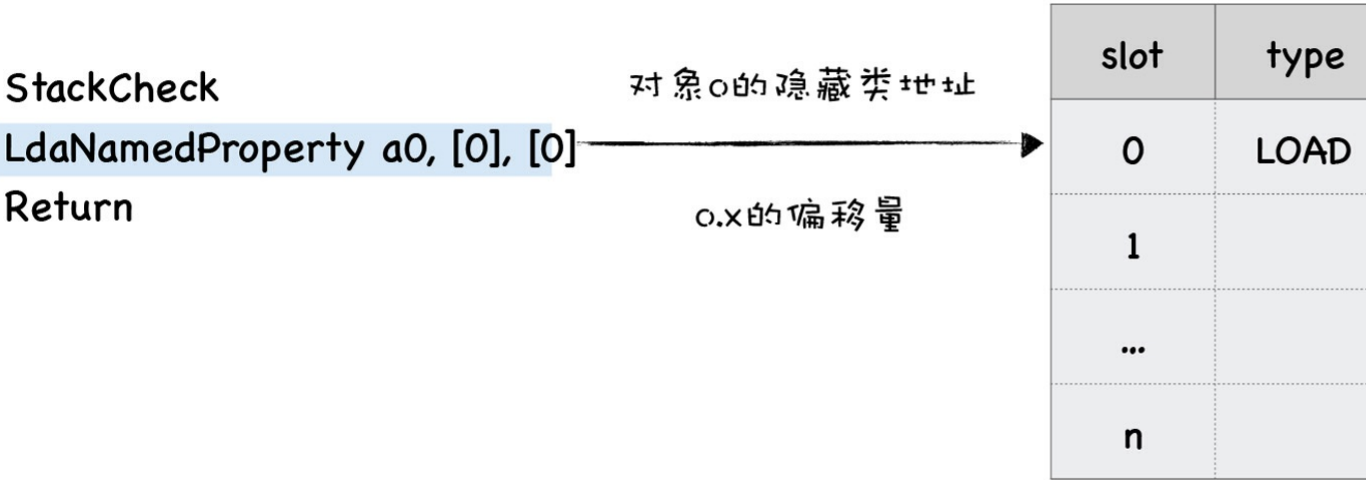 StackCheck
LdaNamedProperty a0, [0], [0]
Return
对象o的隐藏类地址
o.x的偏移量
slot type
0 LOAD
1
...
n